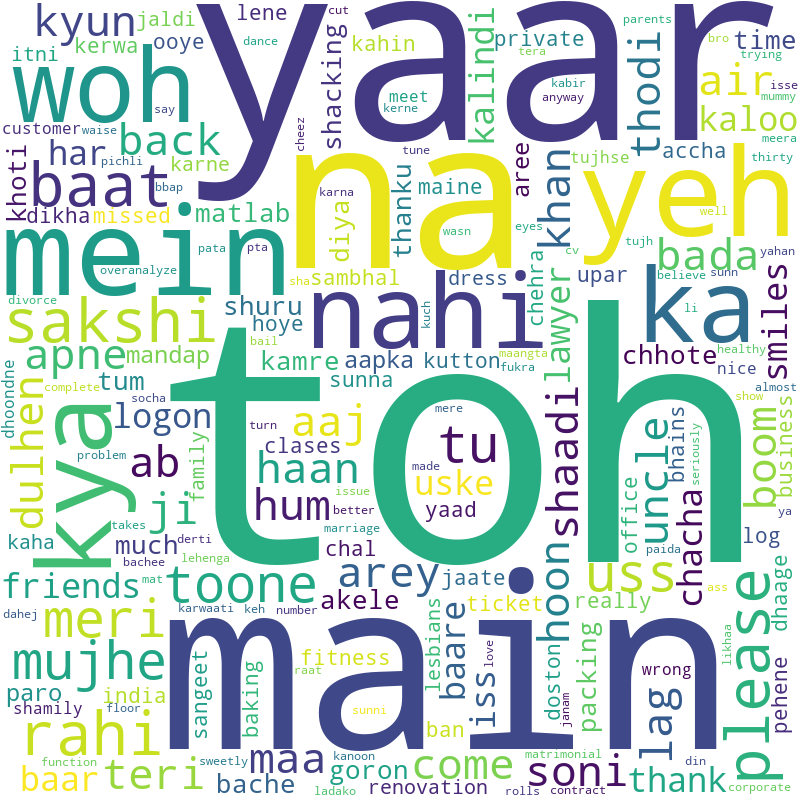 kyun
jaldi
lene
cut
yaar
parents
bro
private
time
itni
kerwa
ooye
dance
say
kahin
shacking
meet
kerne
kalindi
tera
kabir
anyway
thodi
trying
air
isse
mummy
woh
customer
waise
back
kaloo
meera
pichli
har
karne
cheez
tune
aree
tujhse
accha
thirty
khoti
baat
bbap
na
karna
maine
thanku
khan
yeh
dikha
missed
matlab
diya
wasn
eyes
tujh
well
mein
pata
pta
overanalyze
sha
sambhal
dress
chehra
cv
upar
bada
believe
sunn
yahan
divorce
shuru
nahi
kuch
ka
li
smiles
sakshi
hoye
bail
maangta
fukra
lawyer
chhote
healthy
apne
mandap
kamre
aapka
kutton
nice
almost
dhoondne
dulhen
complete
tum
sunna
toh
show
business
kya
socha
logon
turn
aaj
mere
tu
shaadi
uncle
bhains
boom
problem
family
clases
made
seriously
ab
haan
uske
takes
ji
issue
hum
better
yaad
office
chacha
ya
kaha
much
derti
marriage
chal
log
paida
lehenga
bachee
mat
friends
toone
arey
jaate
hoon
uss
ass
please
dhaage
dahej
karwaati
keh
number
akele
ticket
really
meri
main
baare
lesbians
iss
doston
packing
likhaa
mujhe
sangeet
baking
fitness
love
raat
lag
wrong
pehene
paro
india
shamily
floor
sunni
ban
janam
rahi
maa
kanoon
matrimonial
function
sweetly
goron
come
soni
din
thank
baar
teri
bache
ladako
renovation
rolls
contract
corporate